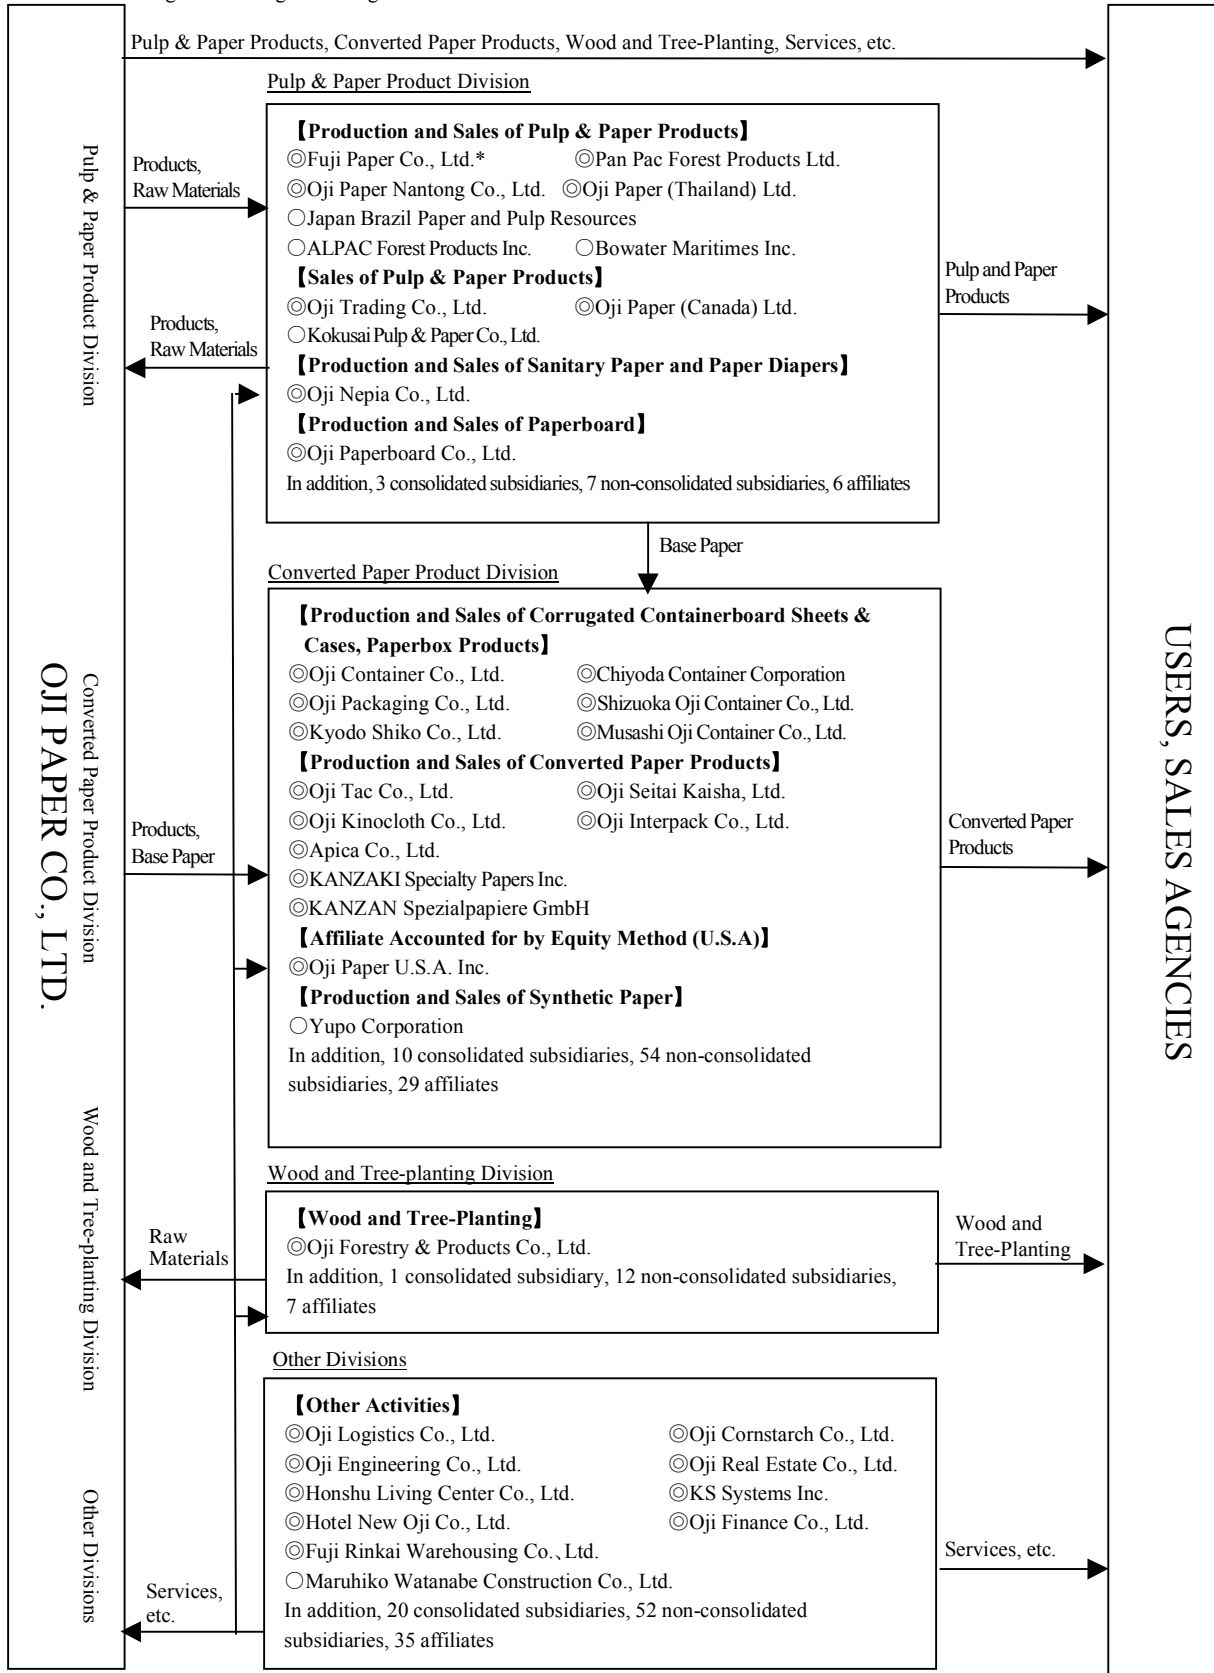 Pulp & Paper Products, Converted Paper Products, Wood and Tree-Planting, Services, etc.
OJI PAPER CO., LTD.
Pulp & Paper Product Division
Converted Paper Product Division
Wood and Tree-planting Division
Other Divisions
Pulp & Paper Product Division
Products,
Raw Materials
Products,
Raw Materials
【Production and Sales of Pulp & Paper Products】
◎Fuji Paper Co., Ltd.* ◎Pan Pac Forest Products Ltd.
◎Oji Paper Nantong Co., Ltd. ◎Oji Paper (Thailand) Ltd.
○Japan Brazil Paper and Pulp Resources
○ALPAC Forest Products Inc. ○Bowater Maritimes Inc.
【Sales of Pulp & Paper Products】
◎Oji Trading Co., Ltd. ◎Oji Paper (Canada) Ltd.
○Kokusai Pulp & Paper Co., Ltd.
【Production and Sales of Sanitary Paper and Paper Diapers】
◎Oji Nepia Co., Ltd.
【Production and Sales of Paperboard】
◎Oji Paperboard Co., Ltd.
In addition, 3 consolidated subsidiaries, 7 non-consolidated subsidiaries, 6 affiliates
Pulp and Paper
Products
Base Paper
Converted Paper Product Division
Products,
Base Paper
【Production and Sales of Corrugated Containerboard Sheets &
Cases, Paperbox Products】
◎Oji Container Co., Ltd. ◎Chiyoda Container Corporation
◎Oji Packaging Co., Ltd. ◎Shizuoka Oji Container Co., Ltd.
◎Kyodo Shiko Co., Ltd. ◎Musashi Oji Container Co., Ltd.
【Production and Sales of Converted Paper Products】
◎Oji Tac Co., Ltd. ◎Oji Seitai Kaisha, Ltd.
◎Oji Kinocloth Co., Ltd. ◎Oji Interpack Co., Ltd.
◎Apica Co., Ltd.
◎KANZAKI Specialty Papers Inc.
◎KANZAN Spezialpapiere GmbH
【Affiliate Accounted for by Equity Method (U.S.A)】
◎Oji Paper U.S.A. Inc.
【Production and Sales of Synthetic Paper】
○Yupo Corporation
In addition, 10 consolidated subsidiaries, 54 non-consolidated
subsidiaries, 29 affiliates
Converted Paper
Products
Wood and Tree-planting Division
Raw
Materials
【Wood and Tree-Planting】
◎Oji Forestry & Products Co., Ltd.
In addition, 1 consolidated subsidiary, 12 non-consolidated subsidiaries,
7 affiliates
Wood and
Tree-Planting
Other Divisions
Services,
etc.
【Other Activities】
◎Oji Logistics Co., Ltd. ◎Oji Cornstarch Co., Ltd.
◎Oji Engineering Co., Ltd. ◎Oji Real Estate Co., Ltd.
◎Honshu Living Center Co., Ltd. ◎KS Systems Inc.
◎Hotel New Oji Co., Ltd. ◎Oji Finance Co., Ltd.
◎Fuji Rinkai Warehousing Co.、Ltd.
○Maruhiko Watanabe Construction Co., Ltd.
In addition, 20 consolidated subsidiaries, 52 non-consolidated
subsidiaries, 35 affiliates
Services, etc.
USERS, SALES AGENCIES